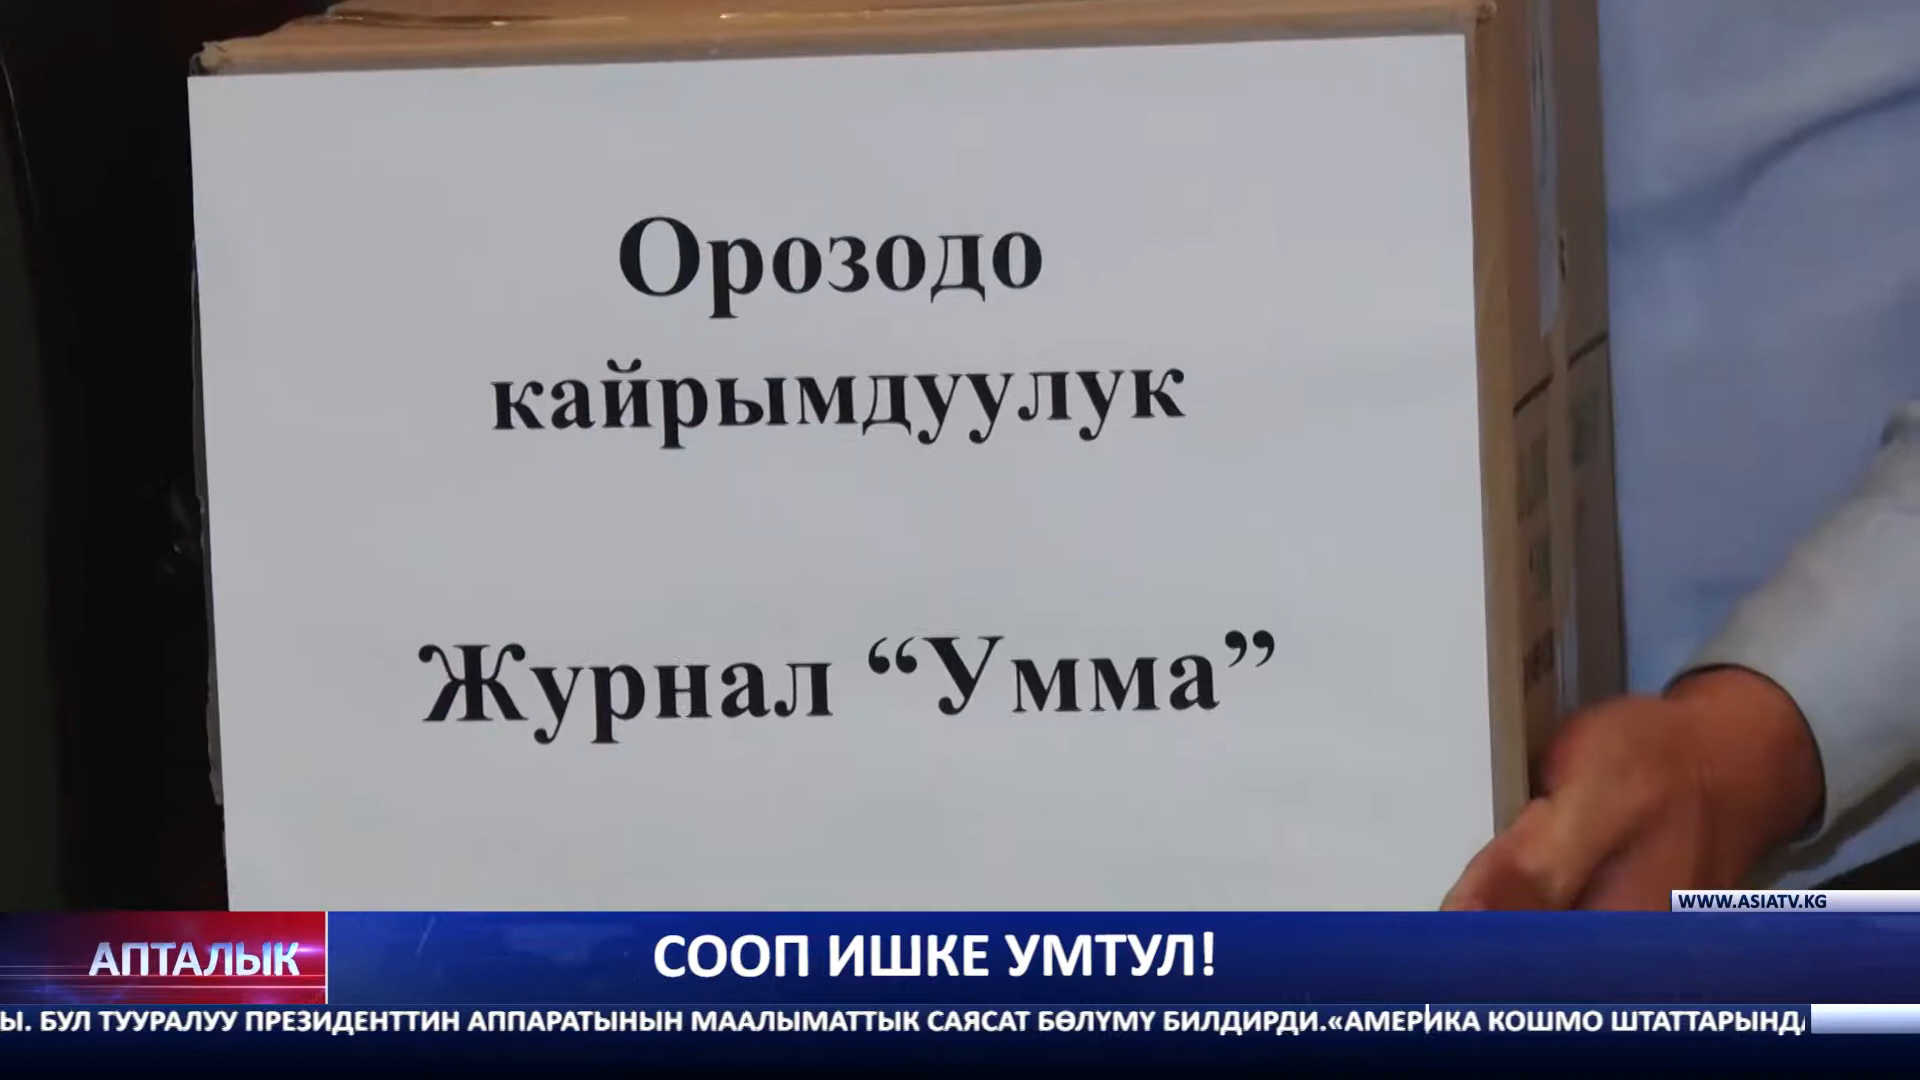 Орозодо
кайрымдуулук
Журнал “Умма”
WWW.ASIATV.KG
АПТАЛЫК
СООП ИШКЕ УМТУЛ!
Ы. БУЛ ТУУРАЛУУ ПРЕЗИДЕНТТИН АППАРАТЫНЫН МААЛЫМАТТЫК САЯСАТ БӨЛҮМҮ БИЛДИРДИ.«АМЕРИКА КОШМО ШТАТТАРЫНДА